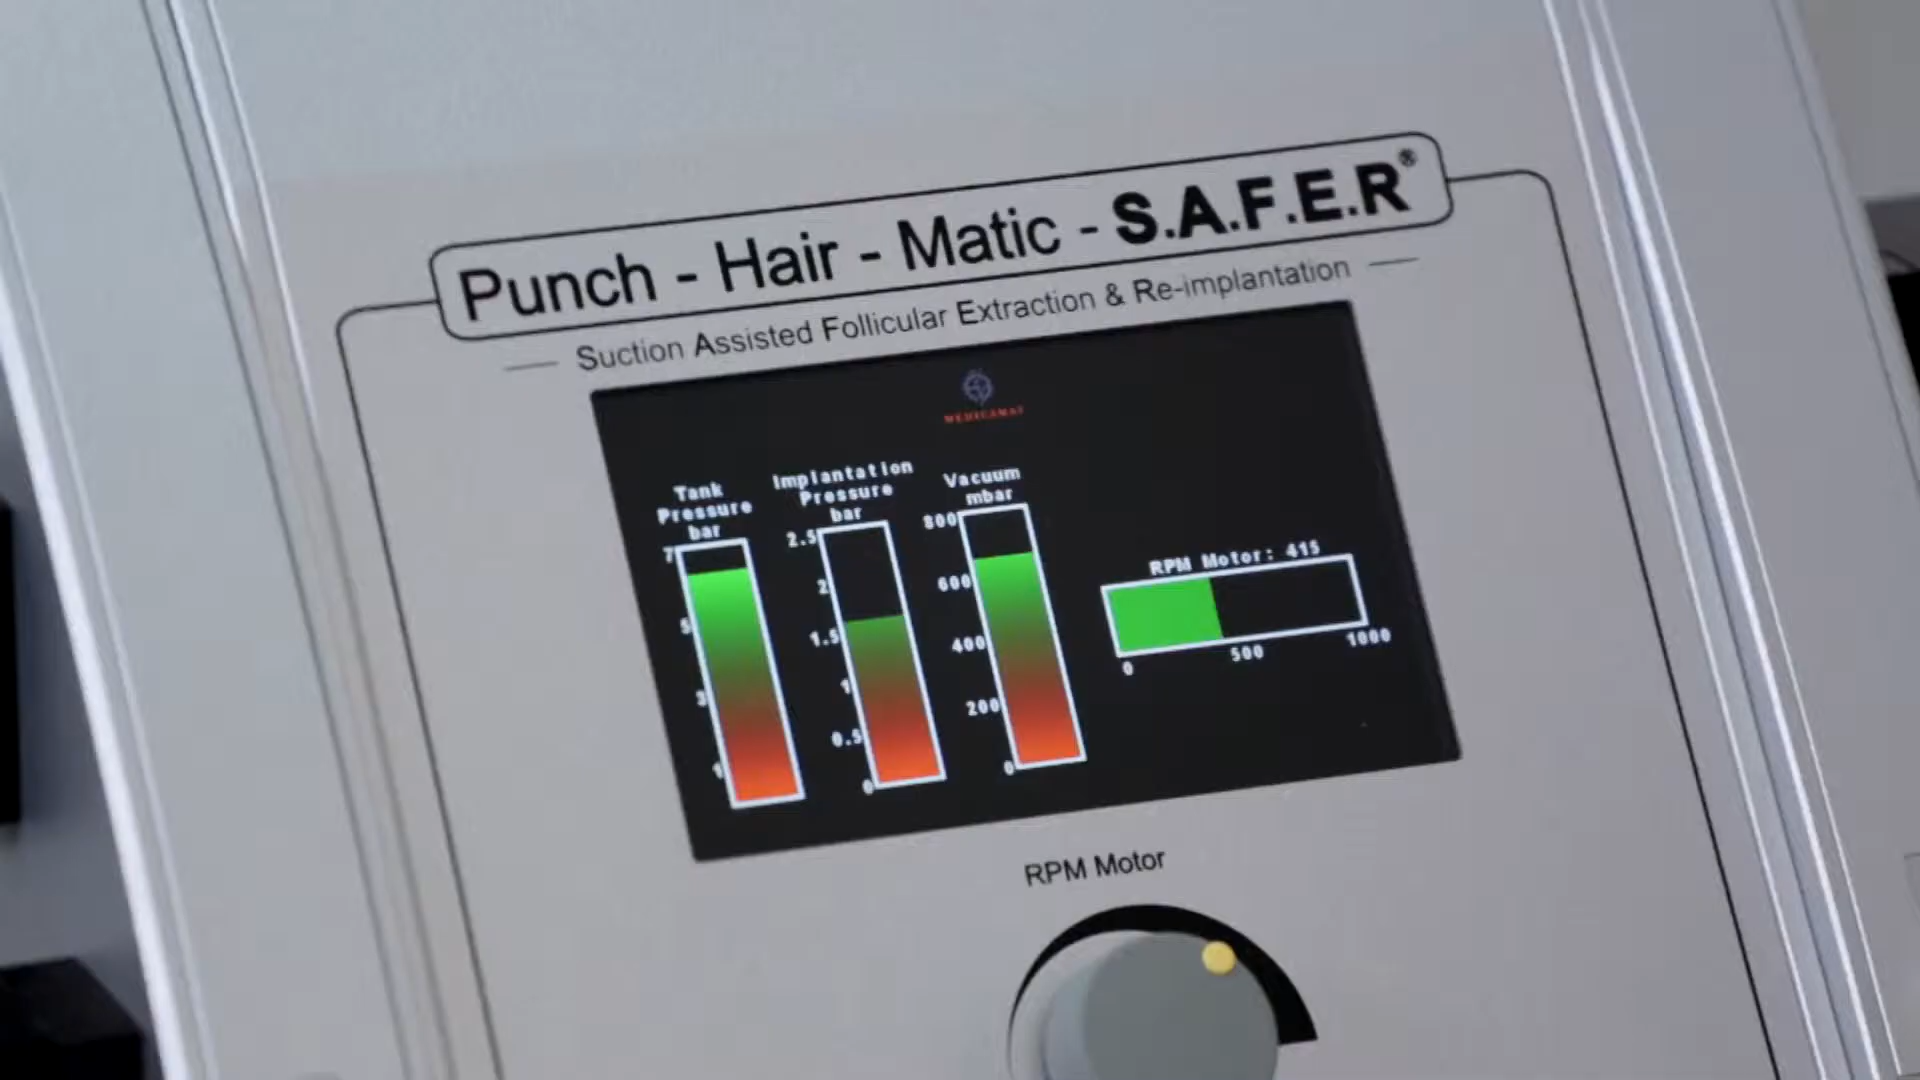 Punch - Hair - Matic - S.A.F.E.R®
Suction Assisted Follicular Extraction & Re-implantation
MEDICAMAT
Tank
Pressure
bar
7
5
3
1
Implantation
Pressure
bar
2.5
2
1.5
1
0.5
0
Vacuum
mbar
800
600
400
200
0
RPM Motor: 415
0 500 1000
RPM Motor